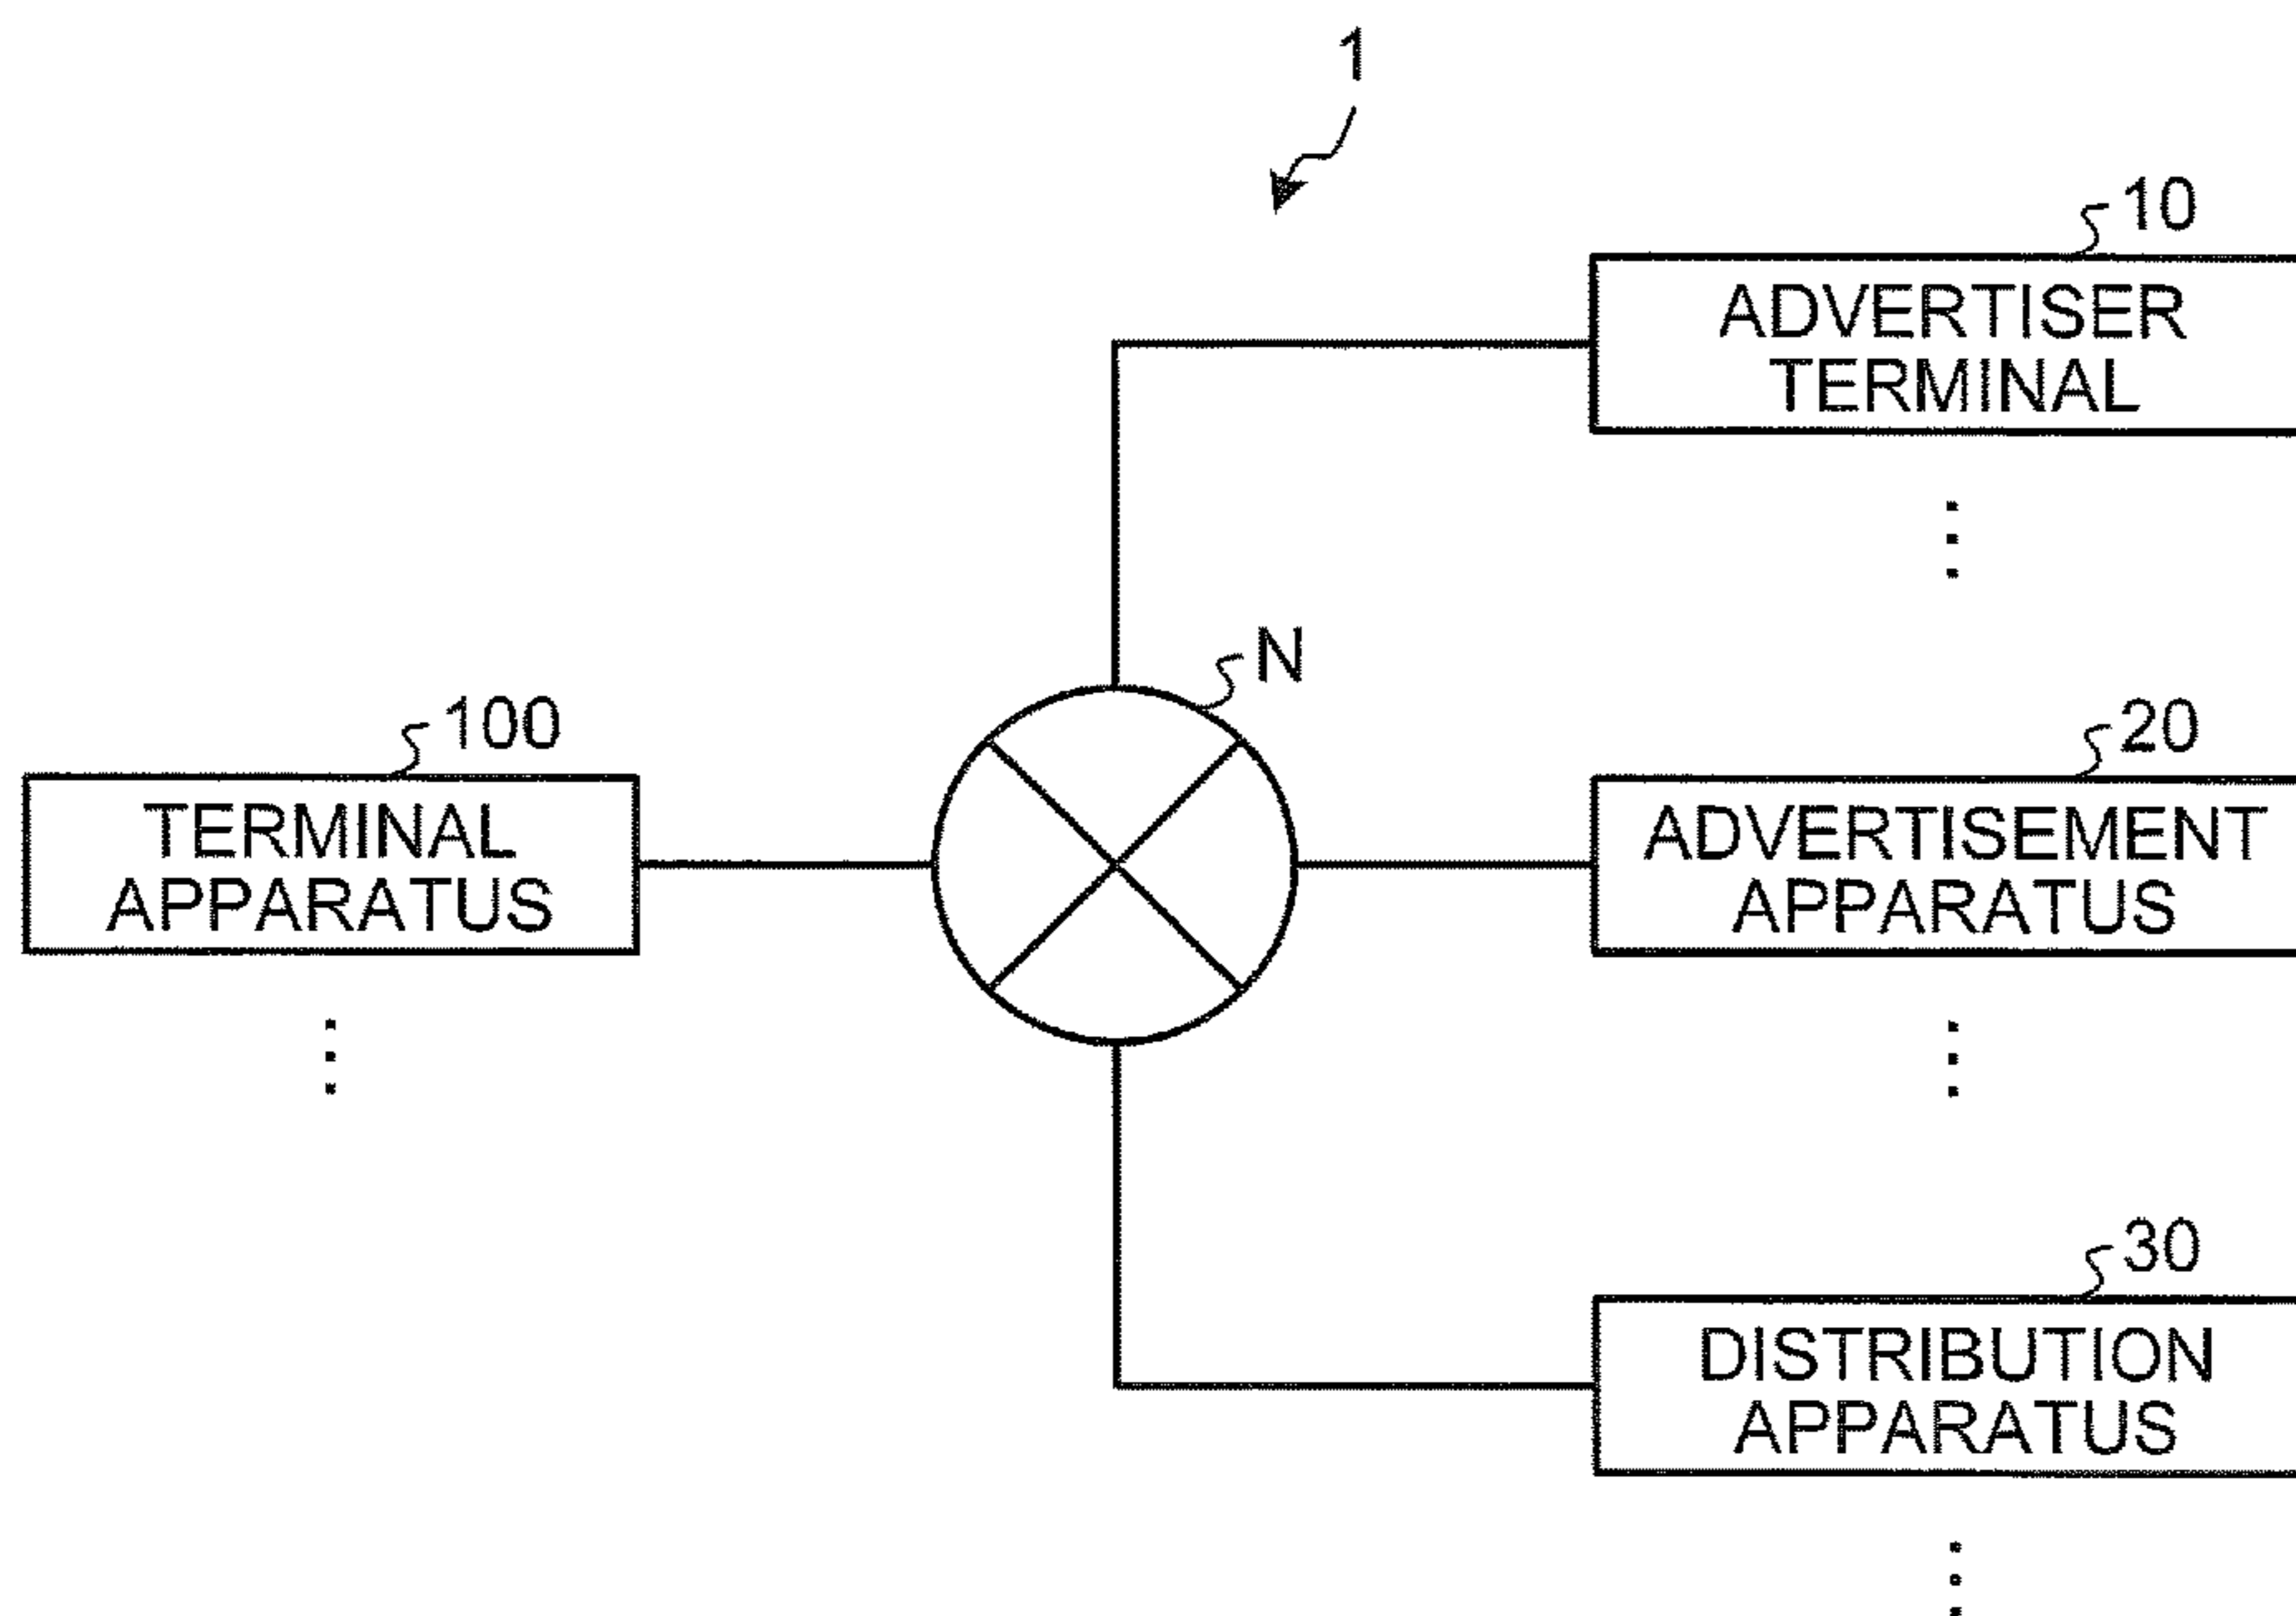 1
10
ADVERTISER
TERMINAL
N
100
TERMINAL
APPARATUS
20
ADVERTISEMENT
APPARATUS
30
DISTRIBUTION
APPARATUS